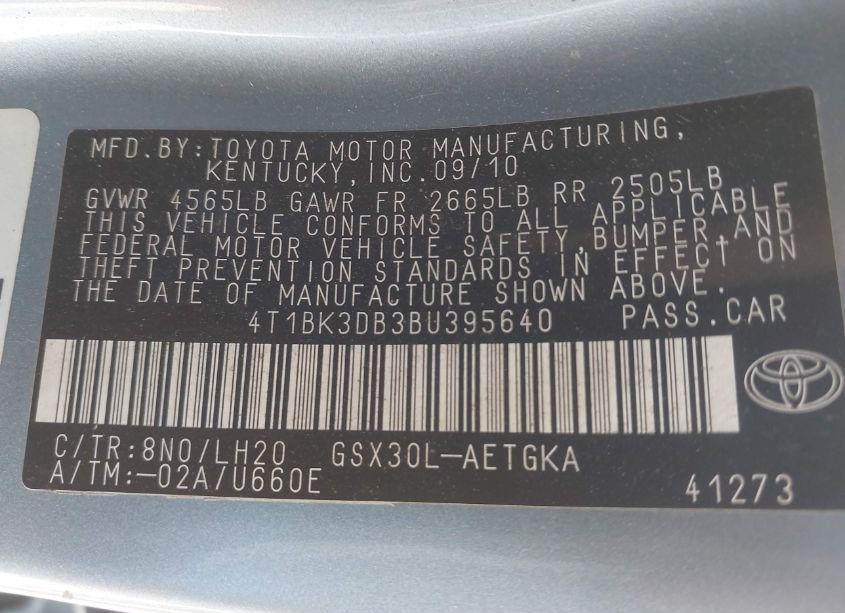 MFD.BY:TOYOTA MOTOR MANUFACTURING,
KENTUCKY,INC.09/10
GVWR 4565LB GAWR FR 2665LB RR 2505LB
THIS VEHICLE CONFORMS TO ALL APPLICABLE
FEDERAL MOTOR VEHICLE SAFETY,BUMPER,AND
THEFT PREVENTION STANDARDS IN EFFECT ON
THE DATE OF MANUFACTURE SHOWN ABOVE.
4T1BK3DB3BU395640 PASS.CAR
C/TR:8N0/LH20 GSX30L-AETGKA
A/TM:-02A/U660E
41273